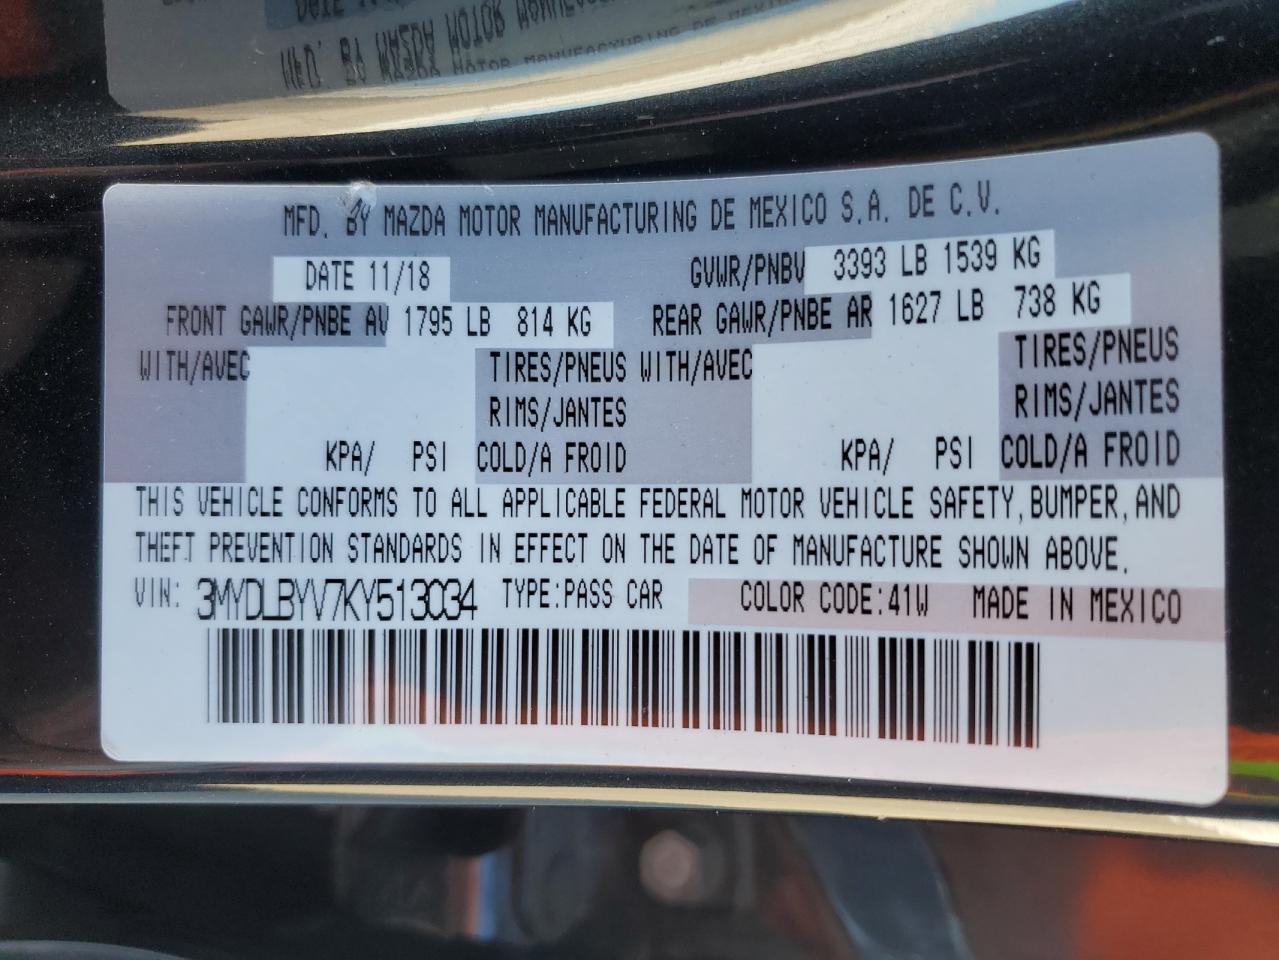 MFD. BY MAZDA MOTOR MANUFACTURING DE MEXICO S.A. DE C.V.
DATE 11/18 GVWR/PNBV 3393 LB 1539 KG
FRONT GAWR/PNBE AV 1795 LB 814 KG REAR GAWR/PNBE AR 1627 LB 738 KG
WITH/AVEC TIRES/PNEUS WITH/AVEC TIRES/PNEUS
RIMS/JANTES RIMS/JANTES
KPA/ PSI COLD/A FROID KPA/ PSI COLD/A FROID
THIS VEHICLE CONFORMS TO ALL APPLICABLE FEDERAL MOTOR VEHICLE SAFETY, BUMPER, AND
THEFT PREVENTION STANDARDS IN EFFECT ON THE DATE OF MANUFACTURE SHOWN ABOVE.
VIN: 3MYDLBYV7KY513034 TYPE:PASS CAR COLOR CODE:41W MADE IN MEXICO